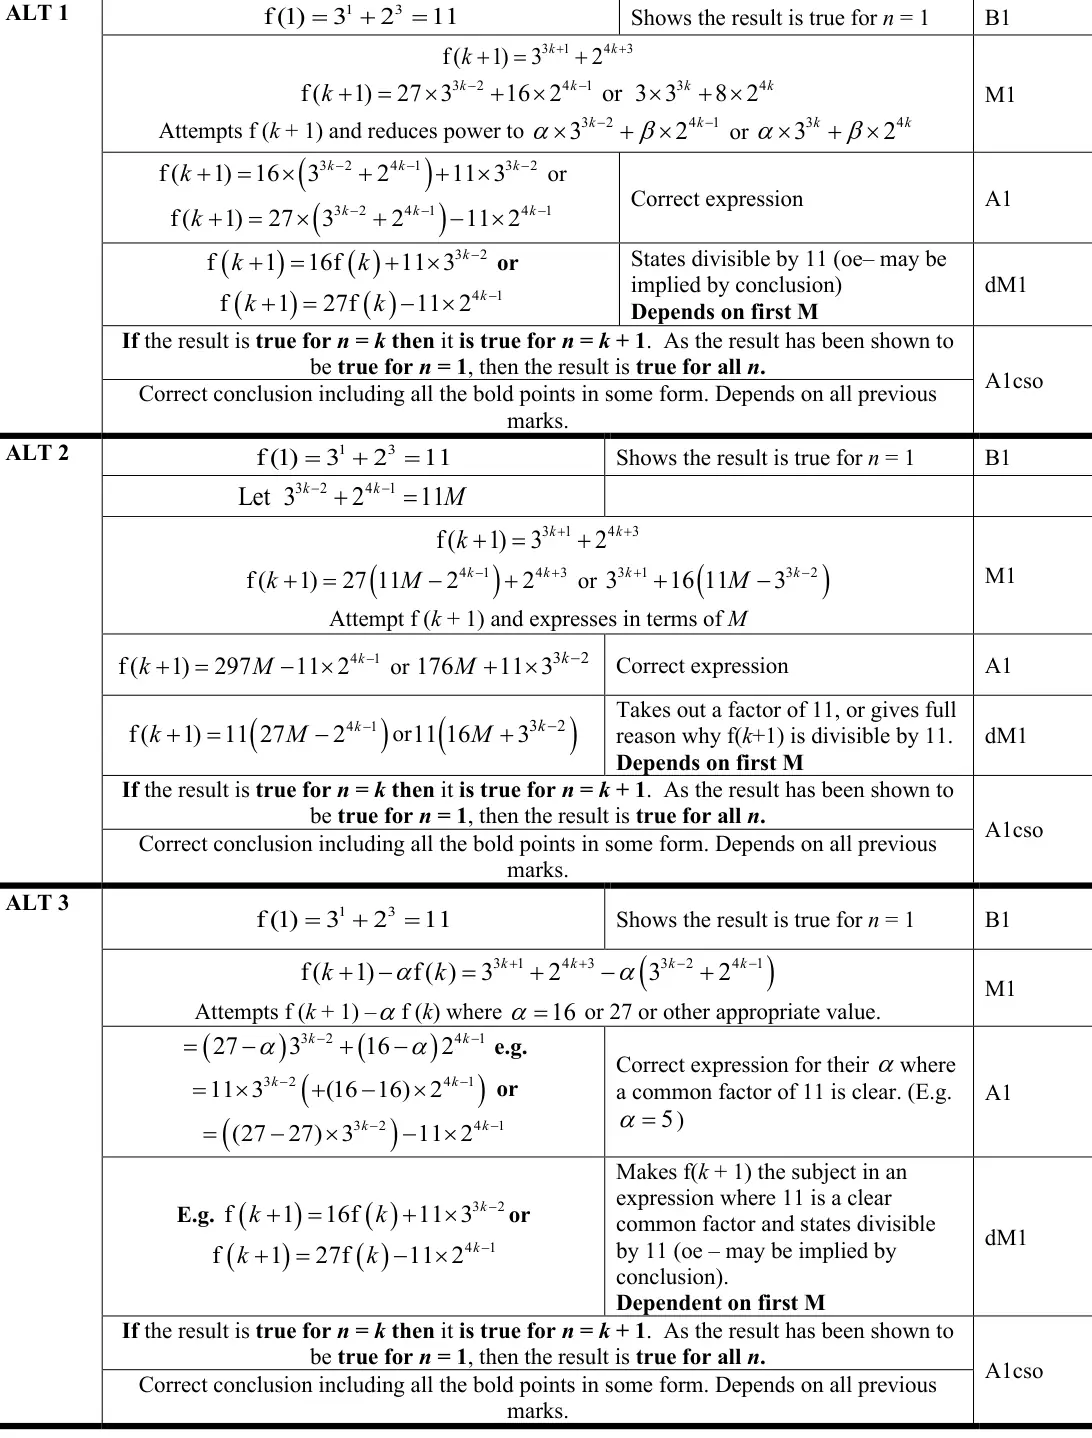 ALT 1
f(1) = 3¹ + 2³ = 11
Shows the result is true for n = 1
B1
f(k+1) = 3^(3k+1) + 2^(4k+3)
f(k+1) = 27×3^(3k−2) + 16×2^(4k−1) or 3×3^(3k) + 8×2^(4k)
Attempts f (k + 1) and reduces power to α×3^(3k−2) + β×2^(4k−1) or α×3^(3k) + β×2^(4k)
M1
f(k+1) = 16×(3^(3k−2) + 2^(4k−1)) + 11×3^(3k−2) or
f(k+1) = 27×(3^(3k−2) + 2^(4k−1)) − 11×2^(4k−1)
Correct expression
A1
f(k+1) = 16f(k) + 11×3^(3k−2) or
f(k+1) = 27f(k) − 11×2^(4k−1)
States divisible by 11 (oe– may be
implied by conclusion)
Depends on first M
dM1
If the result is true for n = k then it is true for n = k + 1. As the result has been shown to
be true for n = 1, then the result is true for all n.
Correct conclusion including all the bold points in some form. Depends on all previous
marks.
A1cso
ALT 2
f(1) = 3¹ + 2³ = 11
Shows the result is true for n = 1
B1
Let 3^(3k−2) + 2^(4k−1) = 11M
f(k+1) = 3^(3k+1) + 2^(4k+3)
f(k+1) = 27(11M − 2^(4k−1)) + 2^(4k+3) or 3^(3k+1) + 16(11M − 3^(3k−2))
Attempt f (k + 1) and expresses in terms of M
M1
f(k+1) = 297M − 11×2^(4k−1) or 176M + 11×3^(3k−2)
Correct expression
A1
f(k+1) = 11(27M − 2^(4k−1)) or 11(16M + 3^(3k−2))
Takes out a factor of 11, or gives full
reason why f(k+1) is divisible by 11.
Depends on first M
dM1
If the result is true for n = k then it is true for n = k + 1. As the result has been shown to
be true for n = 1, then the result is true for all n.
Correct conclusion including all the bold points in some form. Depends on all previous
marks.
A1cso
ALT 3
f(1) = 3¹ + 2³ = 11
Shows the result is true for n = 1
B1
f(k+1) − αf(k) = 3^(3k+1) + 2^(4k+3) − α(3^(3k−2) + 2^(4k−1))
Attempts f (k + 1) – α f (k) where α = 16 or 27 or other appropriate value.
M1
= (27−α)3^(3k−2) + (16−α)2^(4k−1) e.g.
= 11×3^(3k−2) (+(16−16)×2^(4k−1)) or
= ((27−27)×3^(3k−2)) − 11×2^(4k−1)
Correct expression for their α where
a common factor of 11 is clear. (E.g.
α = 5)
A1
E.g. f(k+1) = 16f(k) + 11×3^(3k−2) or
f(k+1) = 27f(k) − 11×2^(4k−1)
Makes f(k + 1) the subject in an
expression where 11 is a clear
common factor and states divisible
by 11 (oe – may be implied by
conclusion).
Dependent on first M
dM1
If the result is true for n = k then it is true for n = k + 1. As the result has been shown to
be true for n = 1, then the result is true for all n.
Correct conclusion including all the bold points in some form. Depends on all previous
marks.
A1cso